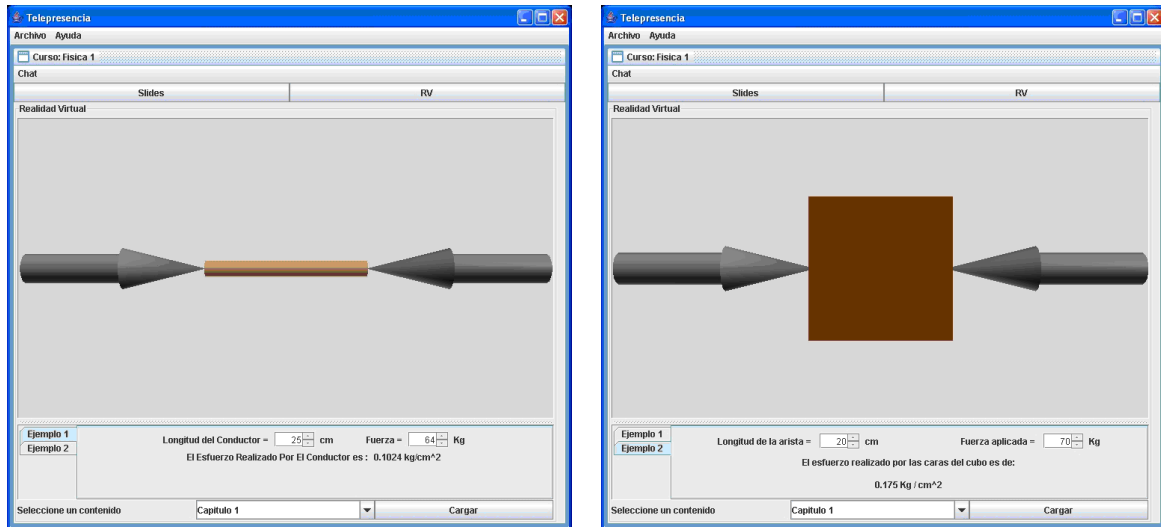 Telepresencia
Archivo Ayuda
Curso: Fisica 1
Chat
Slides RV
Realidad Virtual
Ejemplo 1
Ejemplo 2
Longitud del Conductor = 25 cm Fuerza = 64 Kg
El Esfuerzo Realizado Por El Conductor es : 0.1024 kg/cm^2
Seleccione un contenido Capitulo 1 Cargar
Telepresencia
Archivo Ayuda
Curso: Fisica 1
Chat
Slides RV
Realidad Virtual
Ejemplo 1
Ejemplo 2
Longitud de la arista = 20 cm Fuerza aplicada = 70 Kg
El esfuerzo realizado por las caras del cubo es de:
0.175 Kg / cm^2
Seleccione un contenido Capitulo 1 Cargar